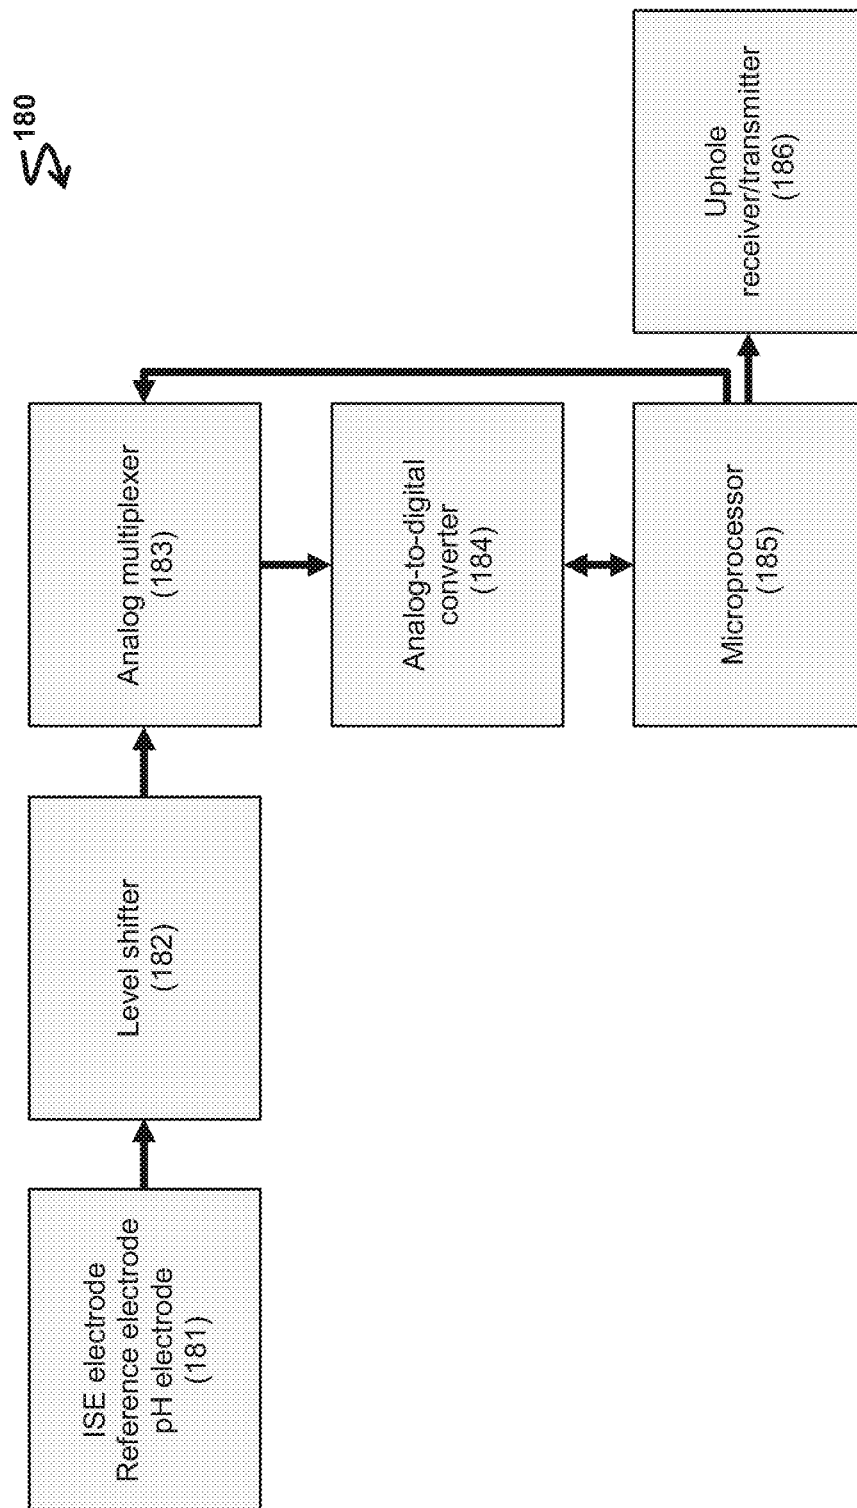 180
ISE electrode
Reference electrode
pH electrode
(181)
Level shifter
(182)
Analog multiplexer
(183)
Analog-to-digital
converter
(184)
Microprocessor
(185)
Uphole
receiver/transmitter
(186)